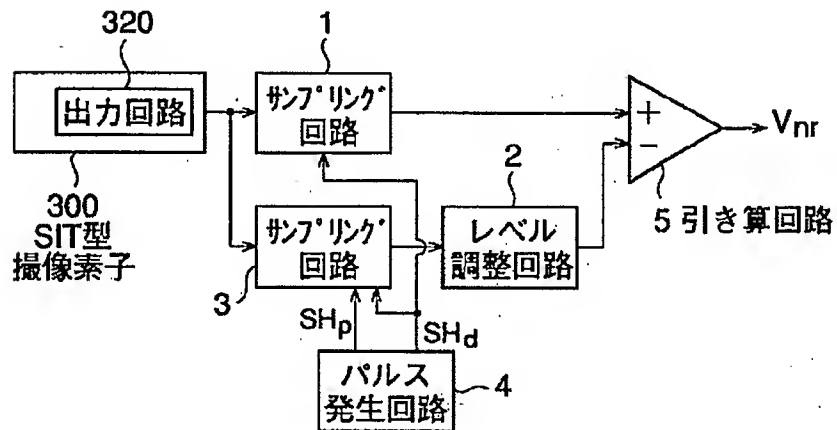 320
出力回路
300
SIT型
撮像素子
1
ｻﾝﾌﾟﾘﾝｸﾞ
回路
3
ｻﾝﾌﾟﾘﾝｸﾞ
回路
2
レベル
調整回路
+
−
Vnr
5 引き算回路
SHp
SHd
パルス
発生回路
4